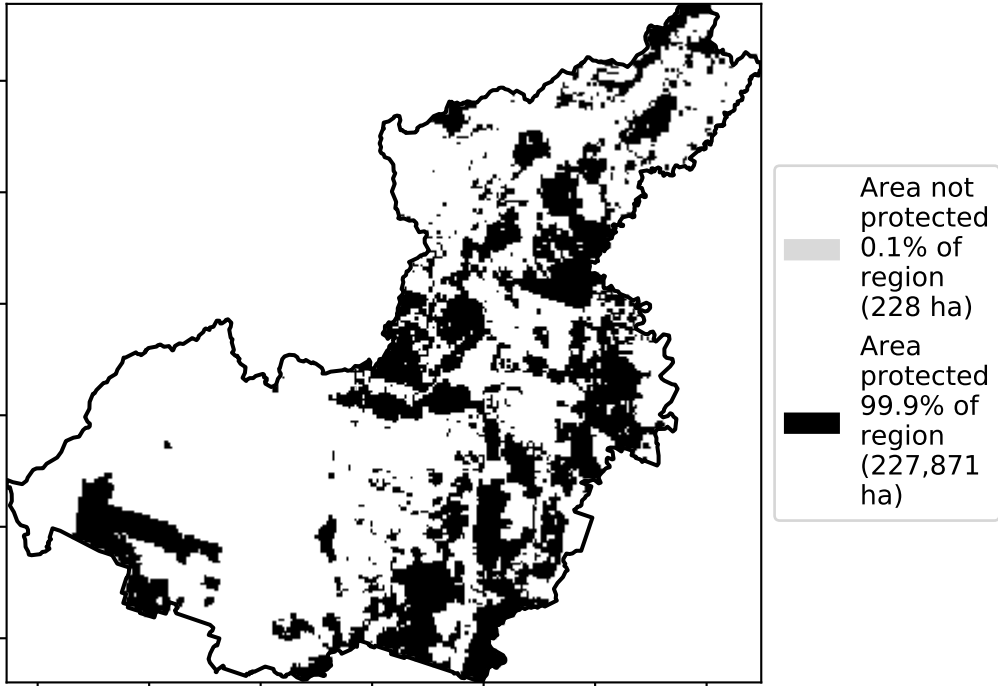 Area not
protected
0.1% of
region
(228 ha)
Area
protected
99.9% of
region
(227,871
ha)